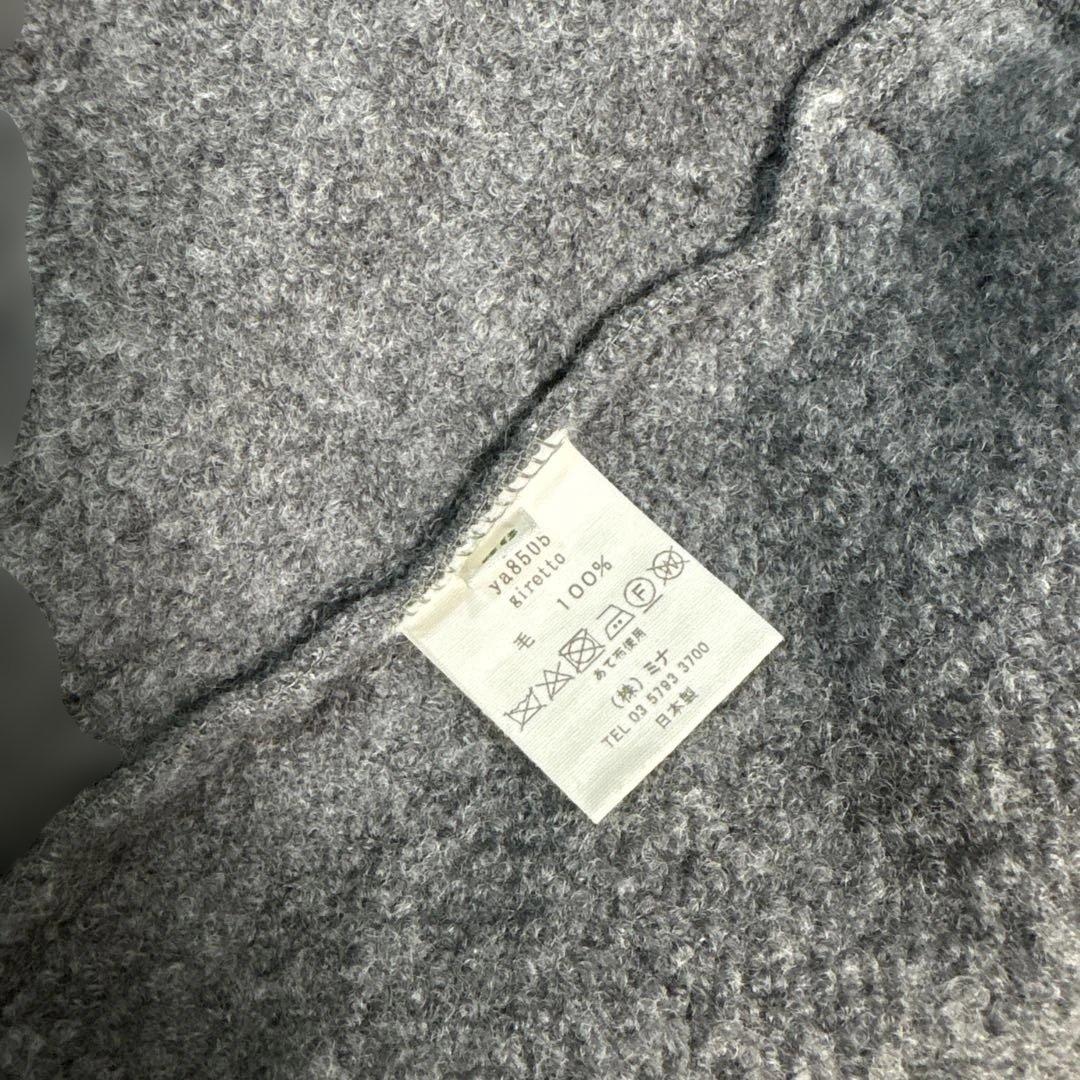 ya850b
giretto
毛 100%
F W
あて布使用
(株)ミナ
TEL 03 5793 3700
日本製